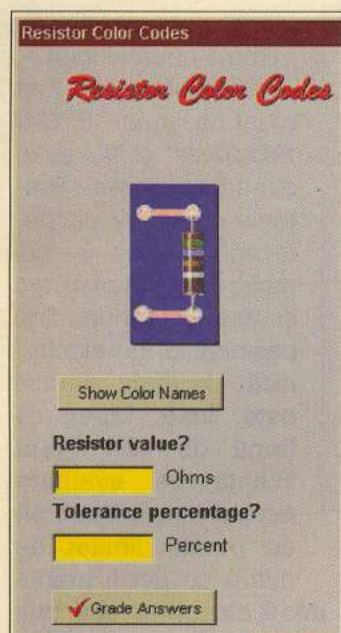 Resistor Color Codes
Resistor Color Codes
Show Color Names
Resistor value?
Ohms
Tolerance percentage?
Percent
Grade Answers